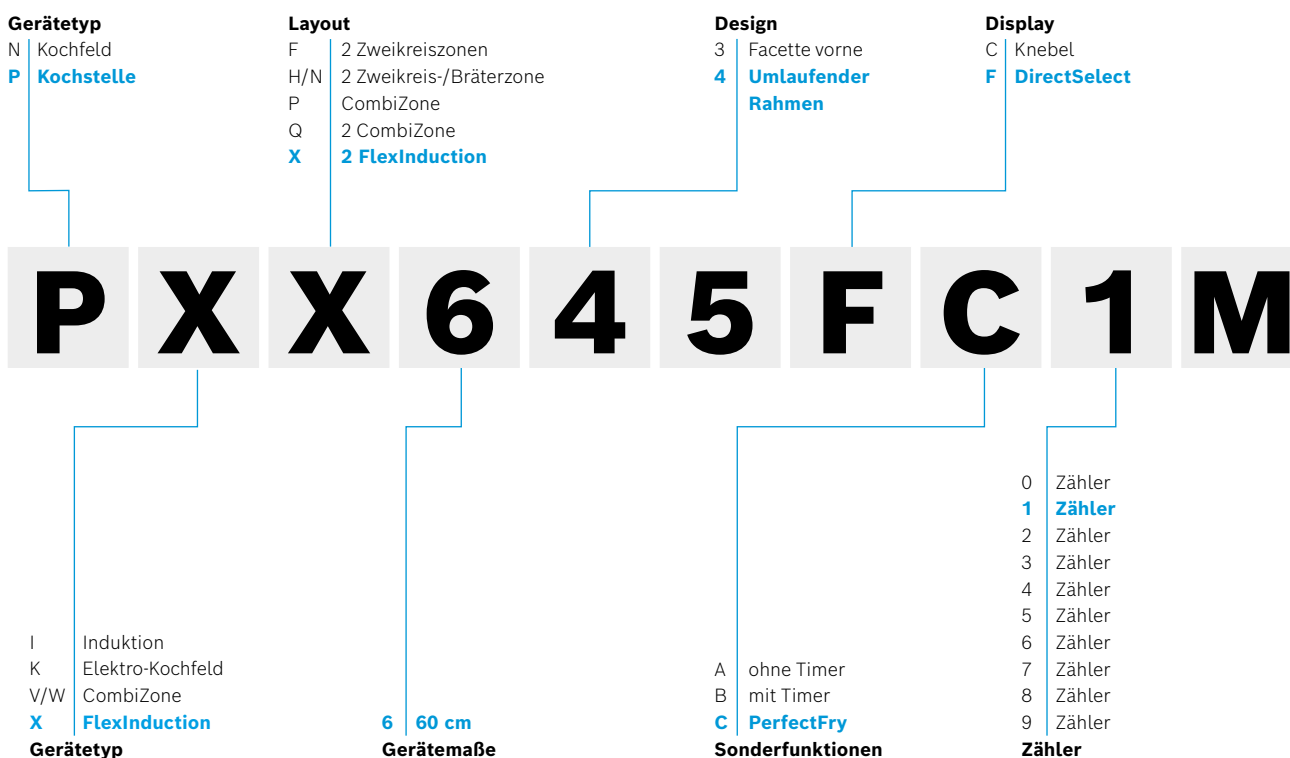 Gerätetyp
N Kochfeld
P Kochstelle
Layout
F 2 Zweikreiszonen
H/N 2 Zweikreis-/Bräterzone
P CombiZone
Q 2 CombiZone
X 2 FlexInduction
Design
3 Facette vorne
4 Umlaufender
Rahmen
Display
C Knebel
F DirectSelect
P X X 6 4 5 F C 1 M
I Induktion
K Elektro-Kochfeld
V/W CombiZone
X FlexInduction
Gerätetyp
6 60 cm
Gerätemaße
A ohne Timer
B mit Timer
C PerfectFry
Sonderfunktionen
0 Zähler
1 Zähler
2 Zähler
3 Zähler
4 Zähler
5 Zähler
6 Zähler
7 Zähler
8 Zähler
9 Zähler
Zähler